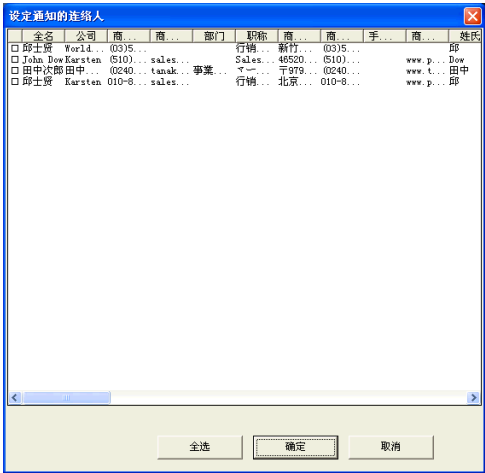 设定通知的连络人
全名 公司 商... 商... 部门 职称 商... 商... 手... 商... 姓氏
邱士贤 World... (03)5... 行销... 新竹... (03)5... 邱
John Dow Karsten (510)... sales... Sales... 46520... (510)... www.p... Dow
田中次郎 田中... (0240... tanak... 〒979... (0240... www.t... 田中
邱士贤 Karsten 010-8... sales... 行销... 北京... 010-8... www.p... 邱
全选 确定 取消